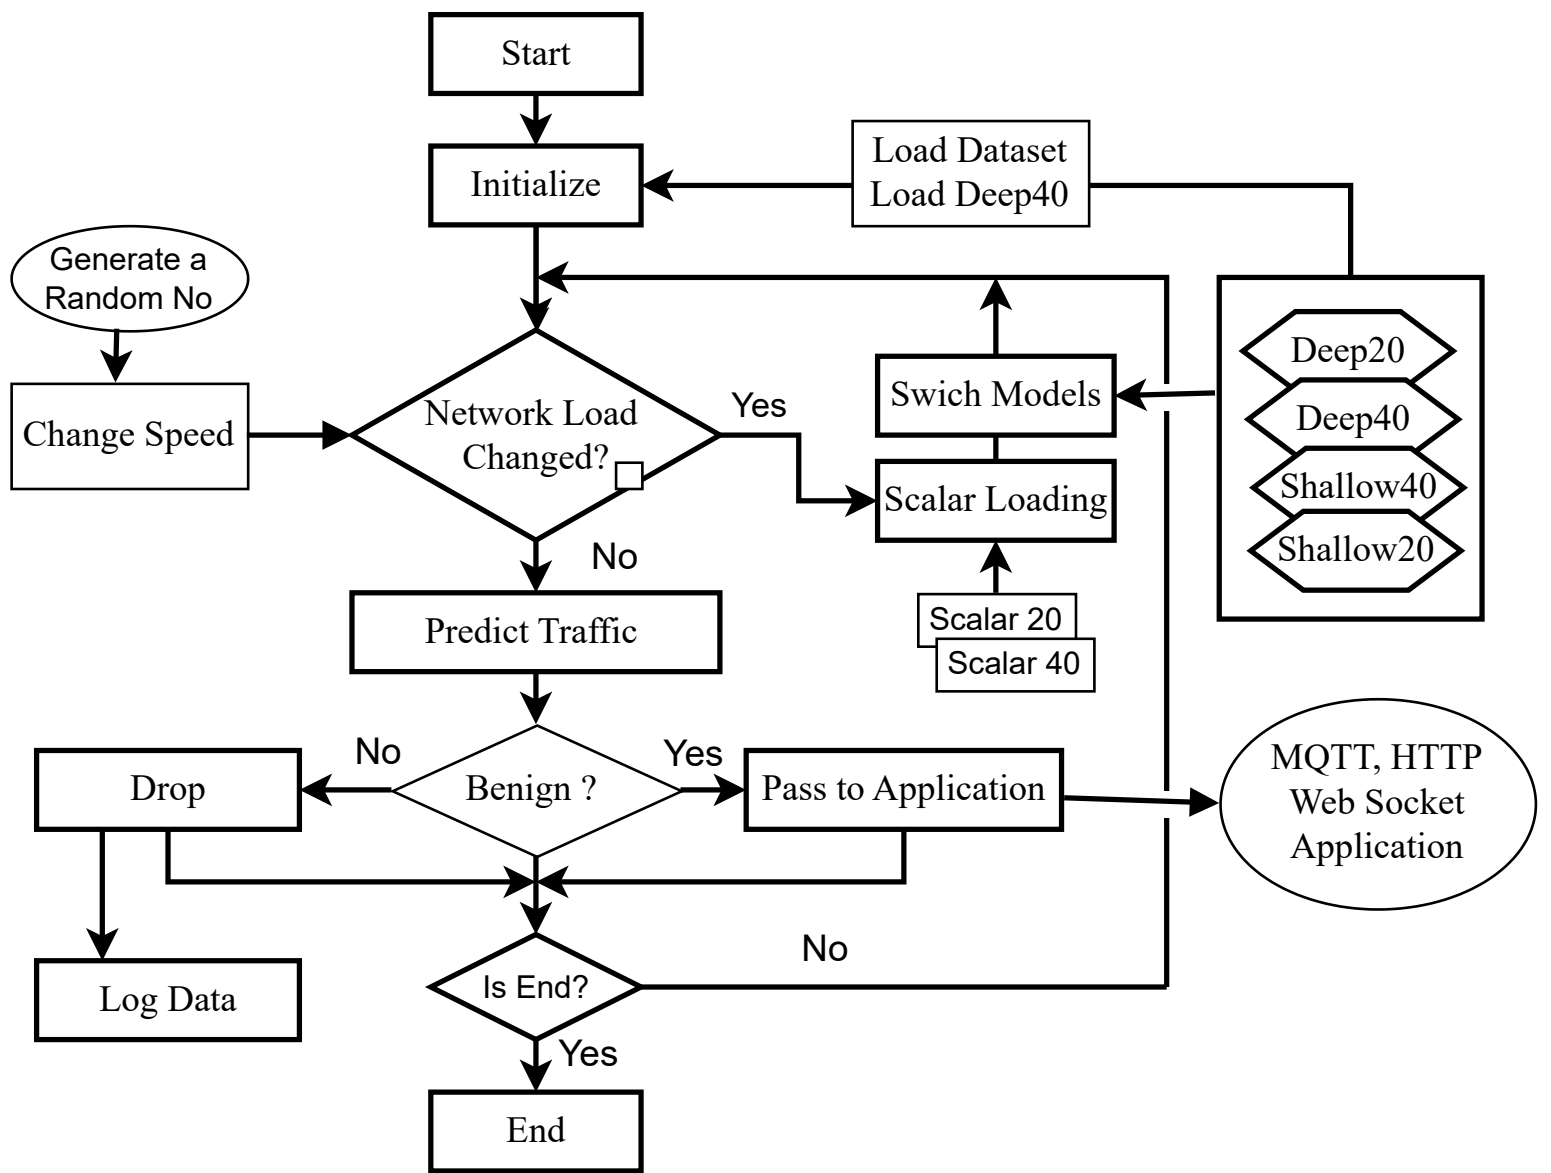 Start
Initialize
Load Dataset
Load Deep40
Generate a
Random No
Change Speed
Network Load
Changed?
Yes
No
Swich Models
Scalar Loading
Scalar 20
Scalar 40
Deep20
Deep40
Shallow40
Shallow20
Predict Traffic
Benign ?
No
Yes
Drop
Pass to Application
MQTT, HTTP
Web Socket
Application
Log Data
Is End?
No
Yes
End